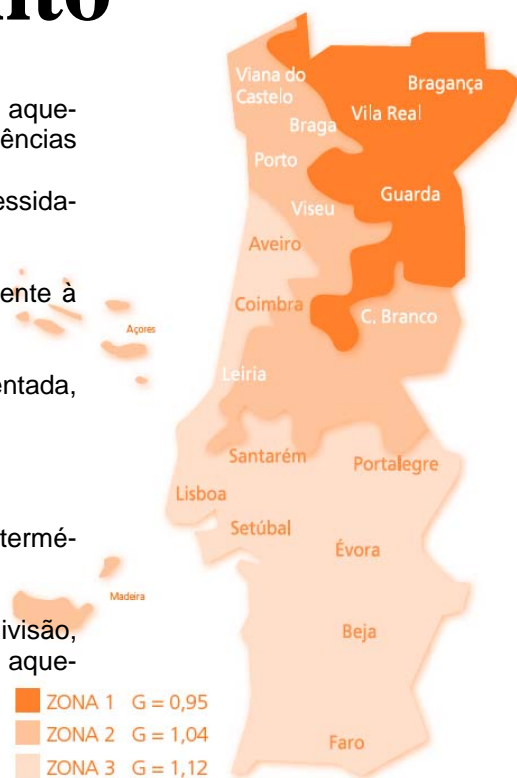 aque-
ências
essida-
ente à
entada,
termé-
ivisão,
aque-
Viana do
Castelo
Bragança
Vila Real
Braga
Porto
Guarda
Viseu
Aveiro
Coimbra
C. Branco
Açores
Leiria
Santarém
Portalegre
Lisboa
Setúbal
Évora
Madeira
Beja
Faro
ZONA 1 G = 0,95
ZONA 2 G = 1,04
ZONA 3 G = 1,12